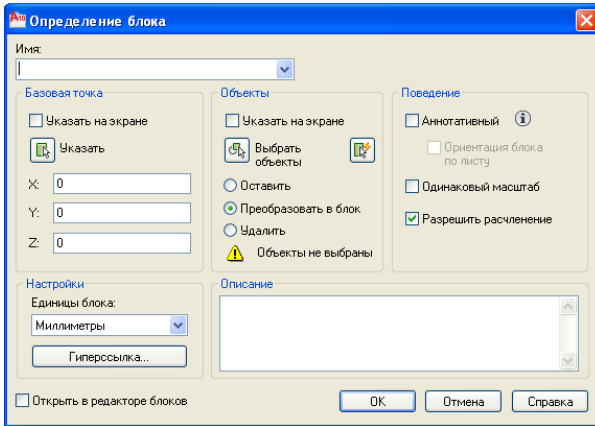 A10 Определение блока
Имя:
Базовая точка
Указать на экране
Указать
X: 0
Y: 0
Z: 0
Объекты
Указать на экране
Выбрать
объекты
Оставить
Преобразовать в блок
Удалить
Объекты не выбраны
Поведение
Аннотативный
Ориентация блока
по листу
Одинаковый масштаб
Разрешить расчленение
Настройки
Единицы блока:
Миллиметры
Гиперссылка...
Описание
Открыть в редакторе блоков
OK
Отмена
Справка